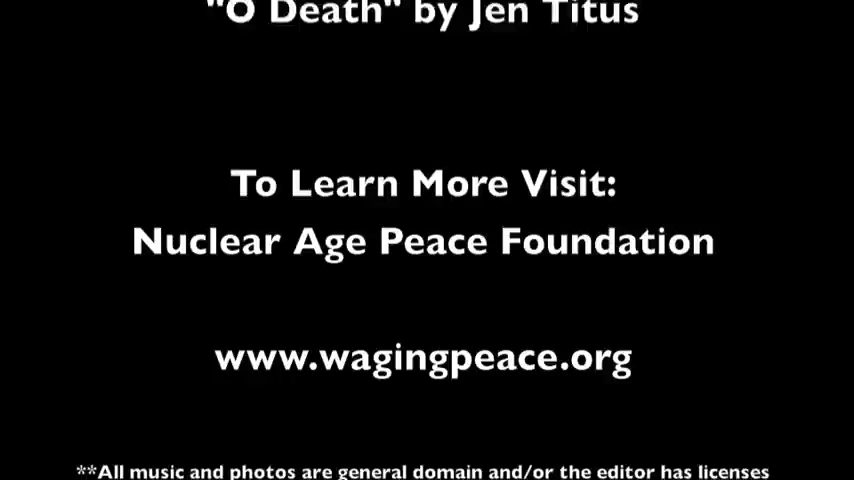 "O Death" by Jen Titus
To Learn More Visit:
Nuclear Age Peace Foundation
www.wagingpeace.org
**All music and photos are general domain and/or the editor has licenses